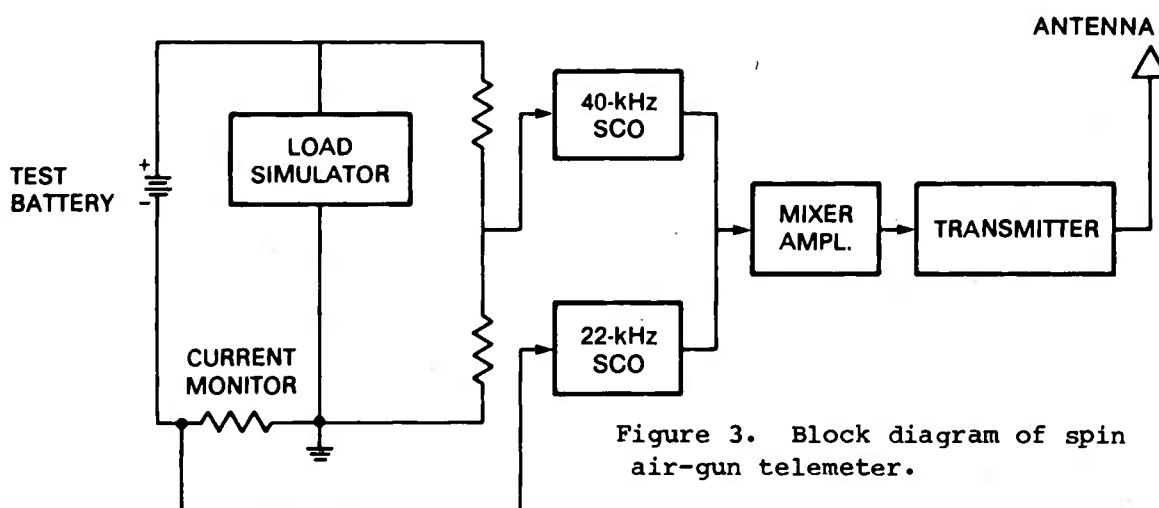 ANTENNA
40-kHz
SCO
LOAD
SIMULATOR
+
TEST
BATTERY
-
MIXER
AMPL.
TRANSMITTER
22-kHz
SCO
CURRENT
MONITOR
Figure 3. Block diagram of spin
air-gun telemeter.